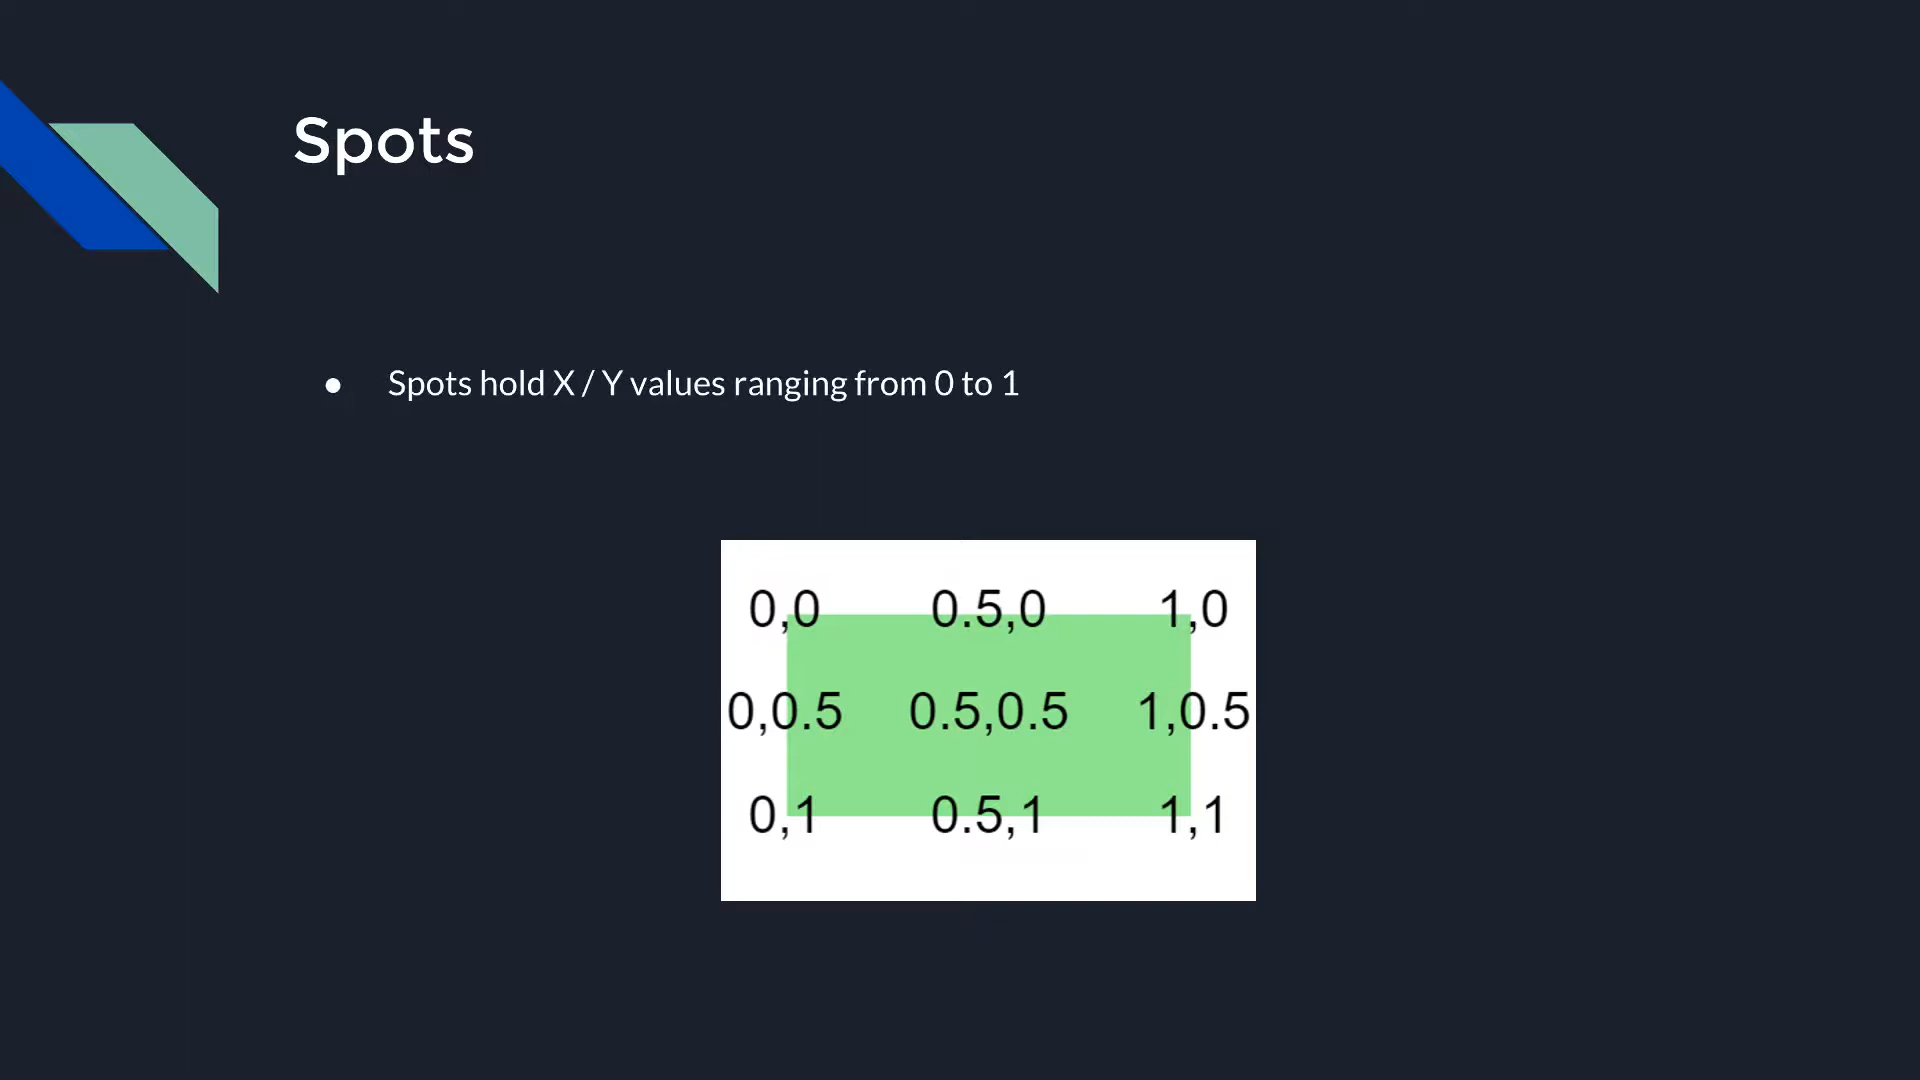 Spots
● Spots hold X / Y values ranging from 0 to 1
0,0 0.5,0 1,0
0,0.5 0.5,0.5 1,0.5
0,1 0.5,1 1,1